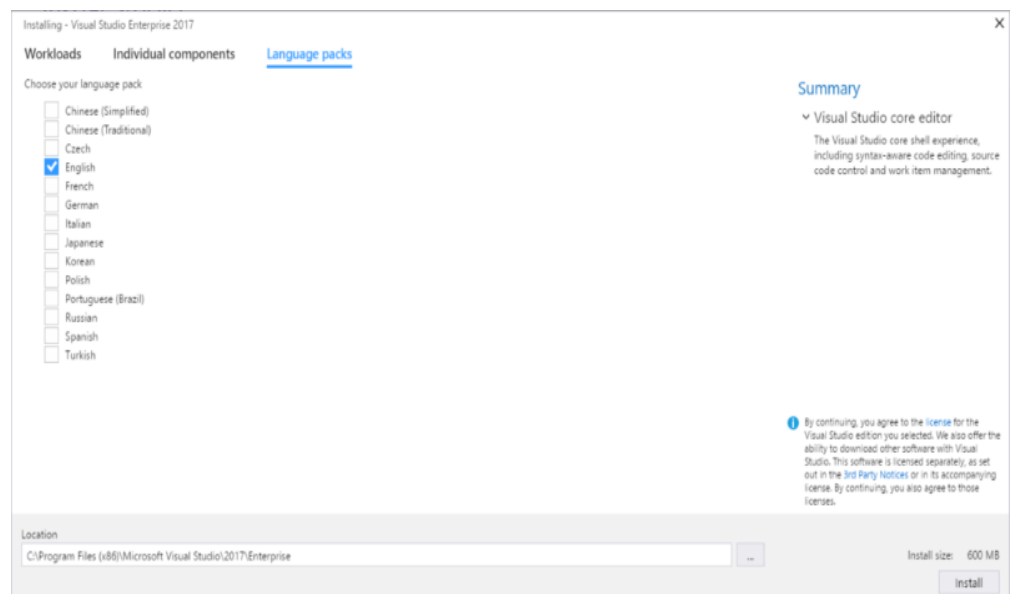 Installing - Visual Studio Enterprise 2017
Workloads Individual components Language packs
Choose your language pack
Chinese (Simplified)
Chinese (Traditional)
Czech
English
French
German
Italian
Japanese
Korean
Polish
Portuguese (Brazil)
Russian
Spanish
Turkish
Summary
Visual Studio core editor
The Visual Studio core shell experience,
including syntax-aware code editing, source
code control and work item management.
By continuing, you agree to the license for the
Visual Studio edition you selected. We also offer the
ability to download other software with Visual
Studio. This software is licensed separately, as set
out in the 3rd Party Notices or in its accompanying
license. By continuing, you also agree to those
licenses.
Location
C:\Program Files (x86)\Microsoft Visual Studio\2017\Enterprise
...
Install size: 600 MB
Install